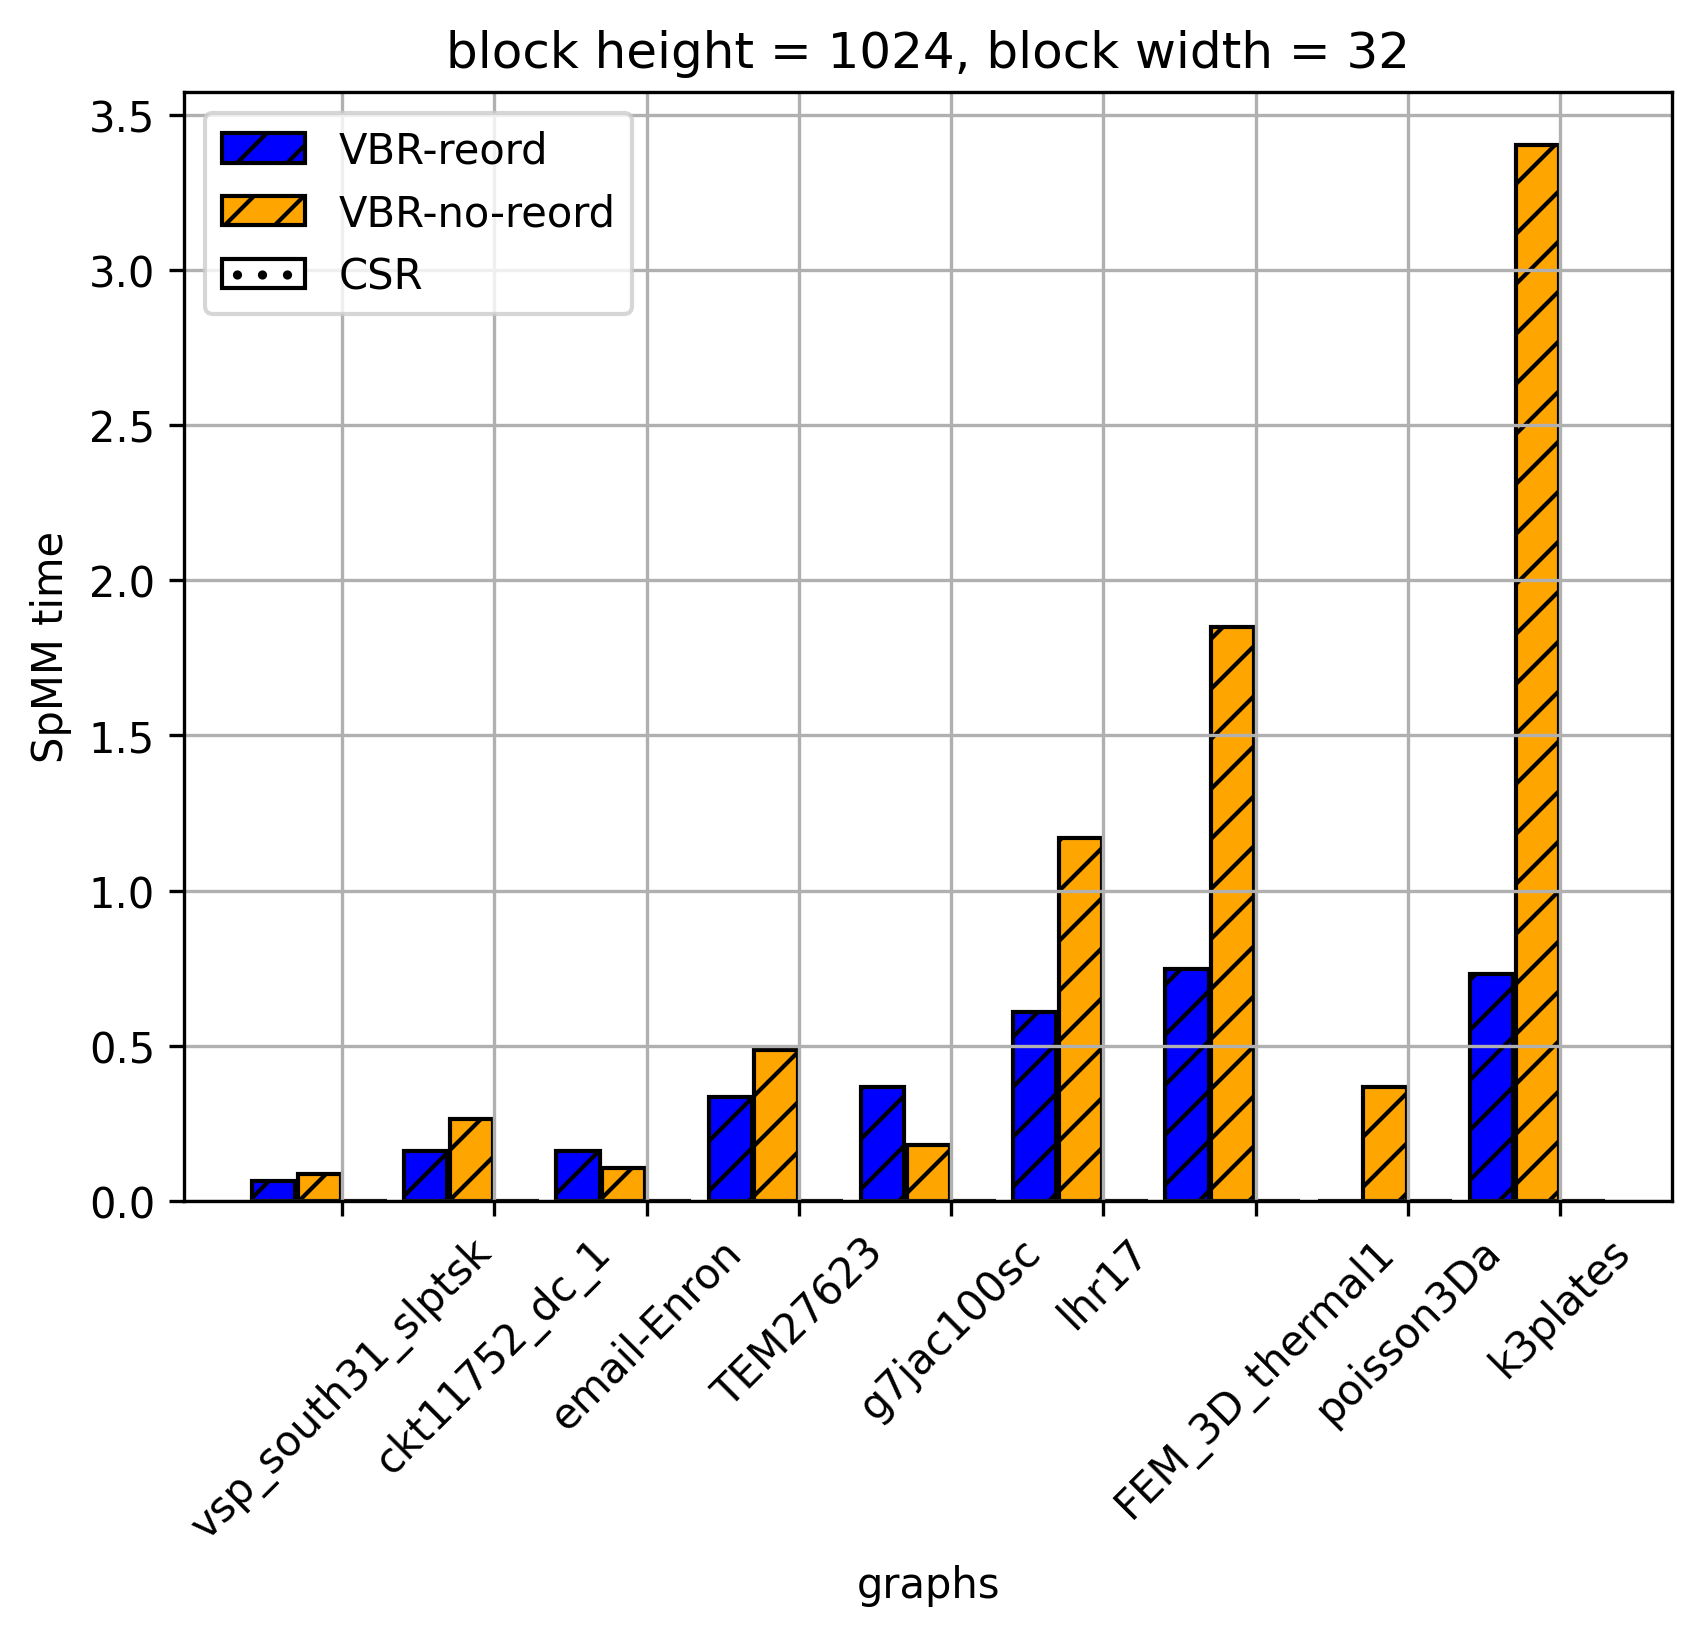 block height = 1024, block width = 32
VBR-reord
VBR-no-reord
CSR
SpMM time
3.5
3.0
2.5
2.0
1.5
1.0
0.5
0.0
vsp_south31_slptsk
ckt11752_dc_1
email-Enron
TEM27623
g7jac100sc
lhr17
FEM_3D_thermal1
poisson3Da
k3plates
graphs